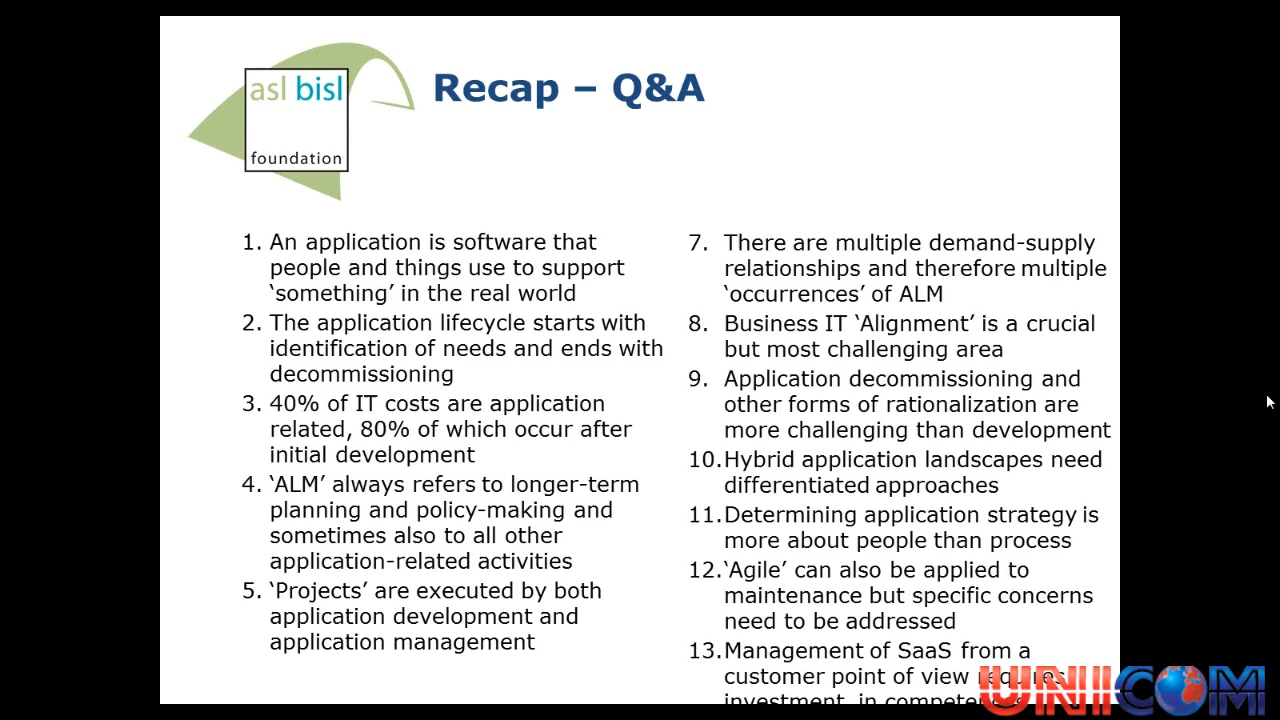 asl bisl
foundation
Recap – Q&A
1. An application is software that
people and things use to support
‘something’ in the real world
2. The application lifecycle starts with
identification of needs and ends with
decommissioning
3. 40% of IT costs are application
related, 80% of which occur after
initial development
4. ‘ALM’ always refers to longer-term
planning and policy-making and
sometimes also to all other
application-related activities
5. ‘Projects’ are executed by both
application development and
application management
7. There are multiple demand-supply
relationships and therefore multiple
‘occurrences’ of ALM
8. Business IT ‘Alignment’ is a crucial
but most challenging area
9. Application decommissioning and
other forms of rationalization are
more challenging than development
10. Hybrid application landscapes need
differentiated approaches
11. Determining application strategy is
more about people than process
12. ‘Agile’ can also be applied to
maintenance but specific concerns
need to be addressed
13. Management of SaaS from a
customer point of view requires
investment, in
UNICOM